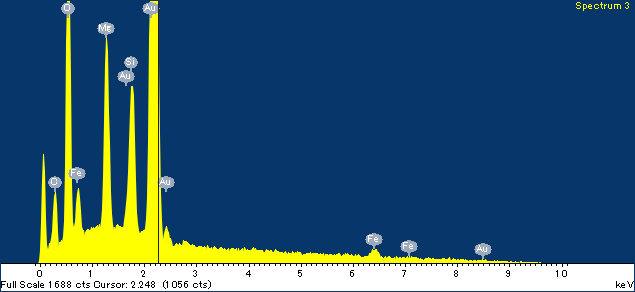 Spectrum 3
O
Au
Mg
Si
Au
Fe
Au
C
Fe
Fe
Au
0 1 2 3 4 5 6 7 8 9 10
Full Scale 1688 cts Cursor: 2.248 (1056 cts) keV